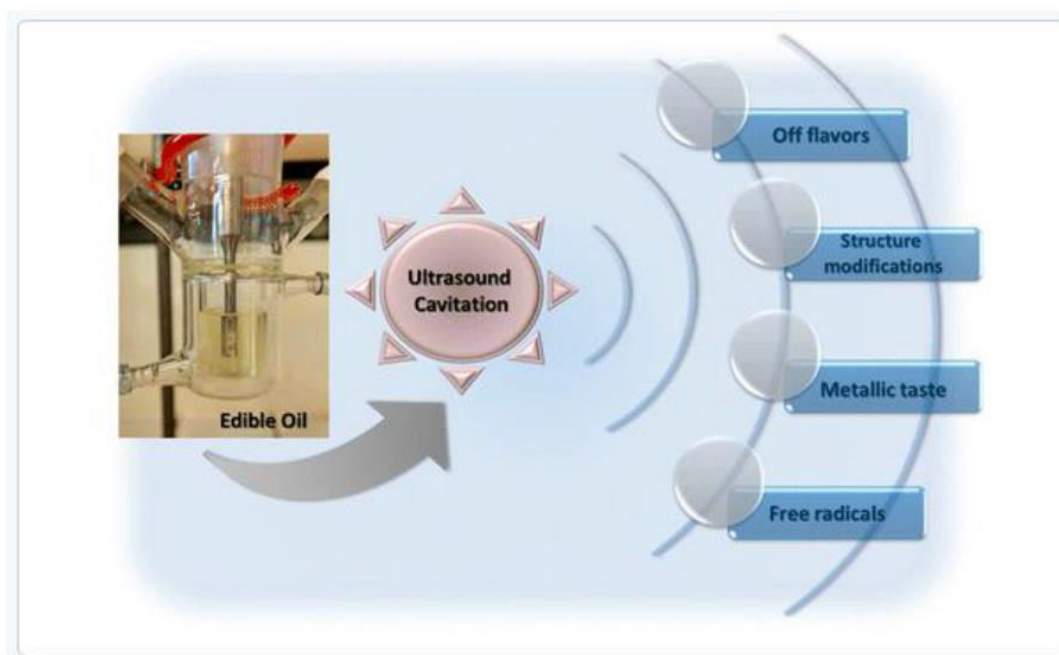 Off flavors
Structure
modifications
Ultrasound
Cavitation
Metallic taste
Edible Oil
Free radicals